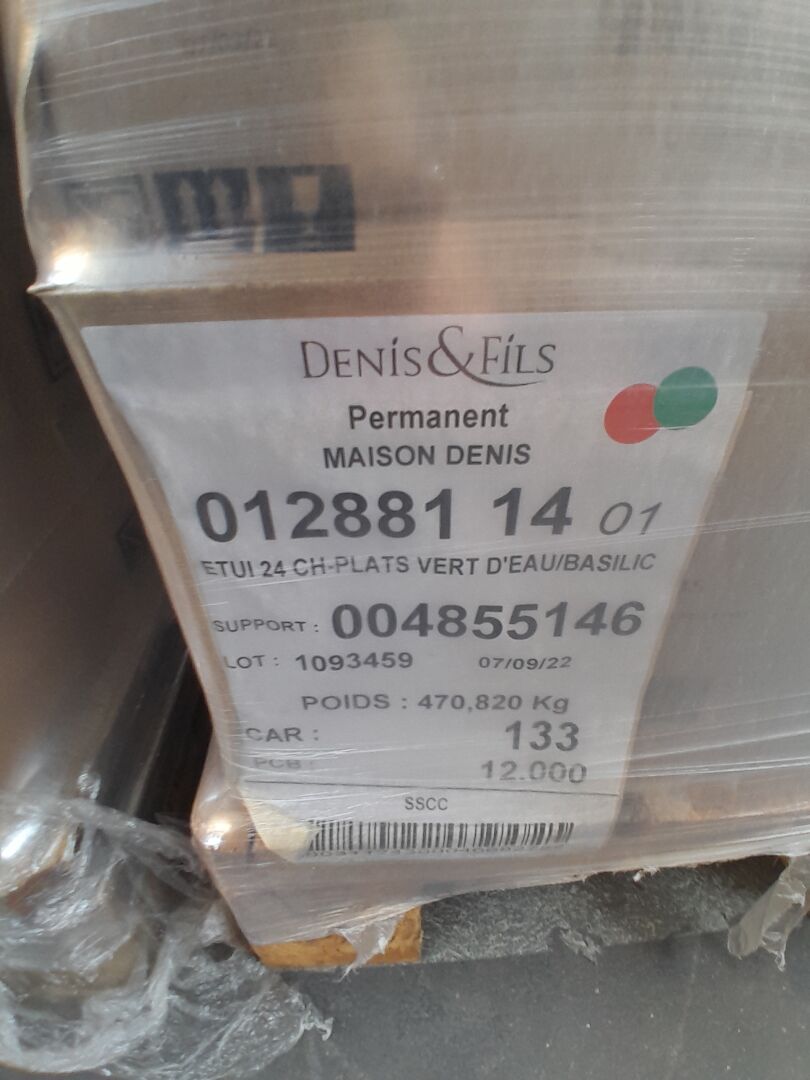 DENIS & FILS
Permanent
MAISON DENIS
012881 14 01
ETUI 24 CH-PLATS VERT D'EAU/BASILIC
SUPPORT : 004855146
LOT : 1093459 07/09/22
POIDS : 470,820 Kg
CAR : 133
PCB : 12.000
SSCC